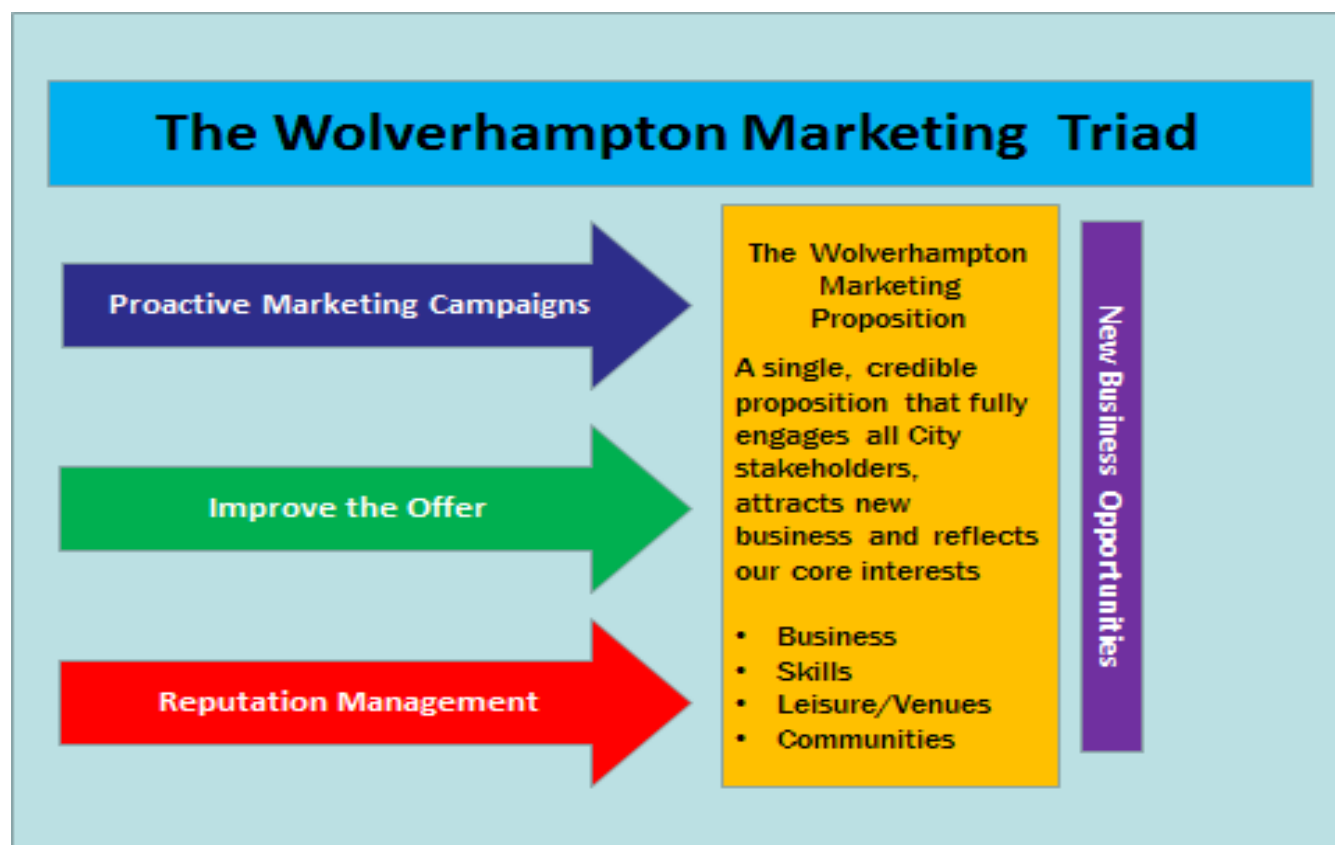 The Wolverhampton Marketing Triad
Proactive Marketing Campaigns
Improve the Offer
Reputation Management
The Wolverhampton
Marketing
Proposition
A single, credible
proposition that fully
engages all City
stakeholders,
attracts new
business and reflects
our core interests
• Business
• Skills
• Leisure/Venues
• Communities
New Business Opportunities